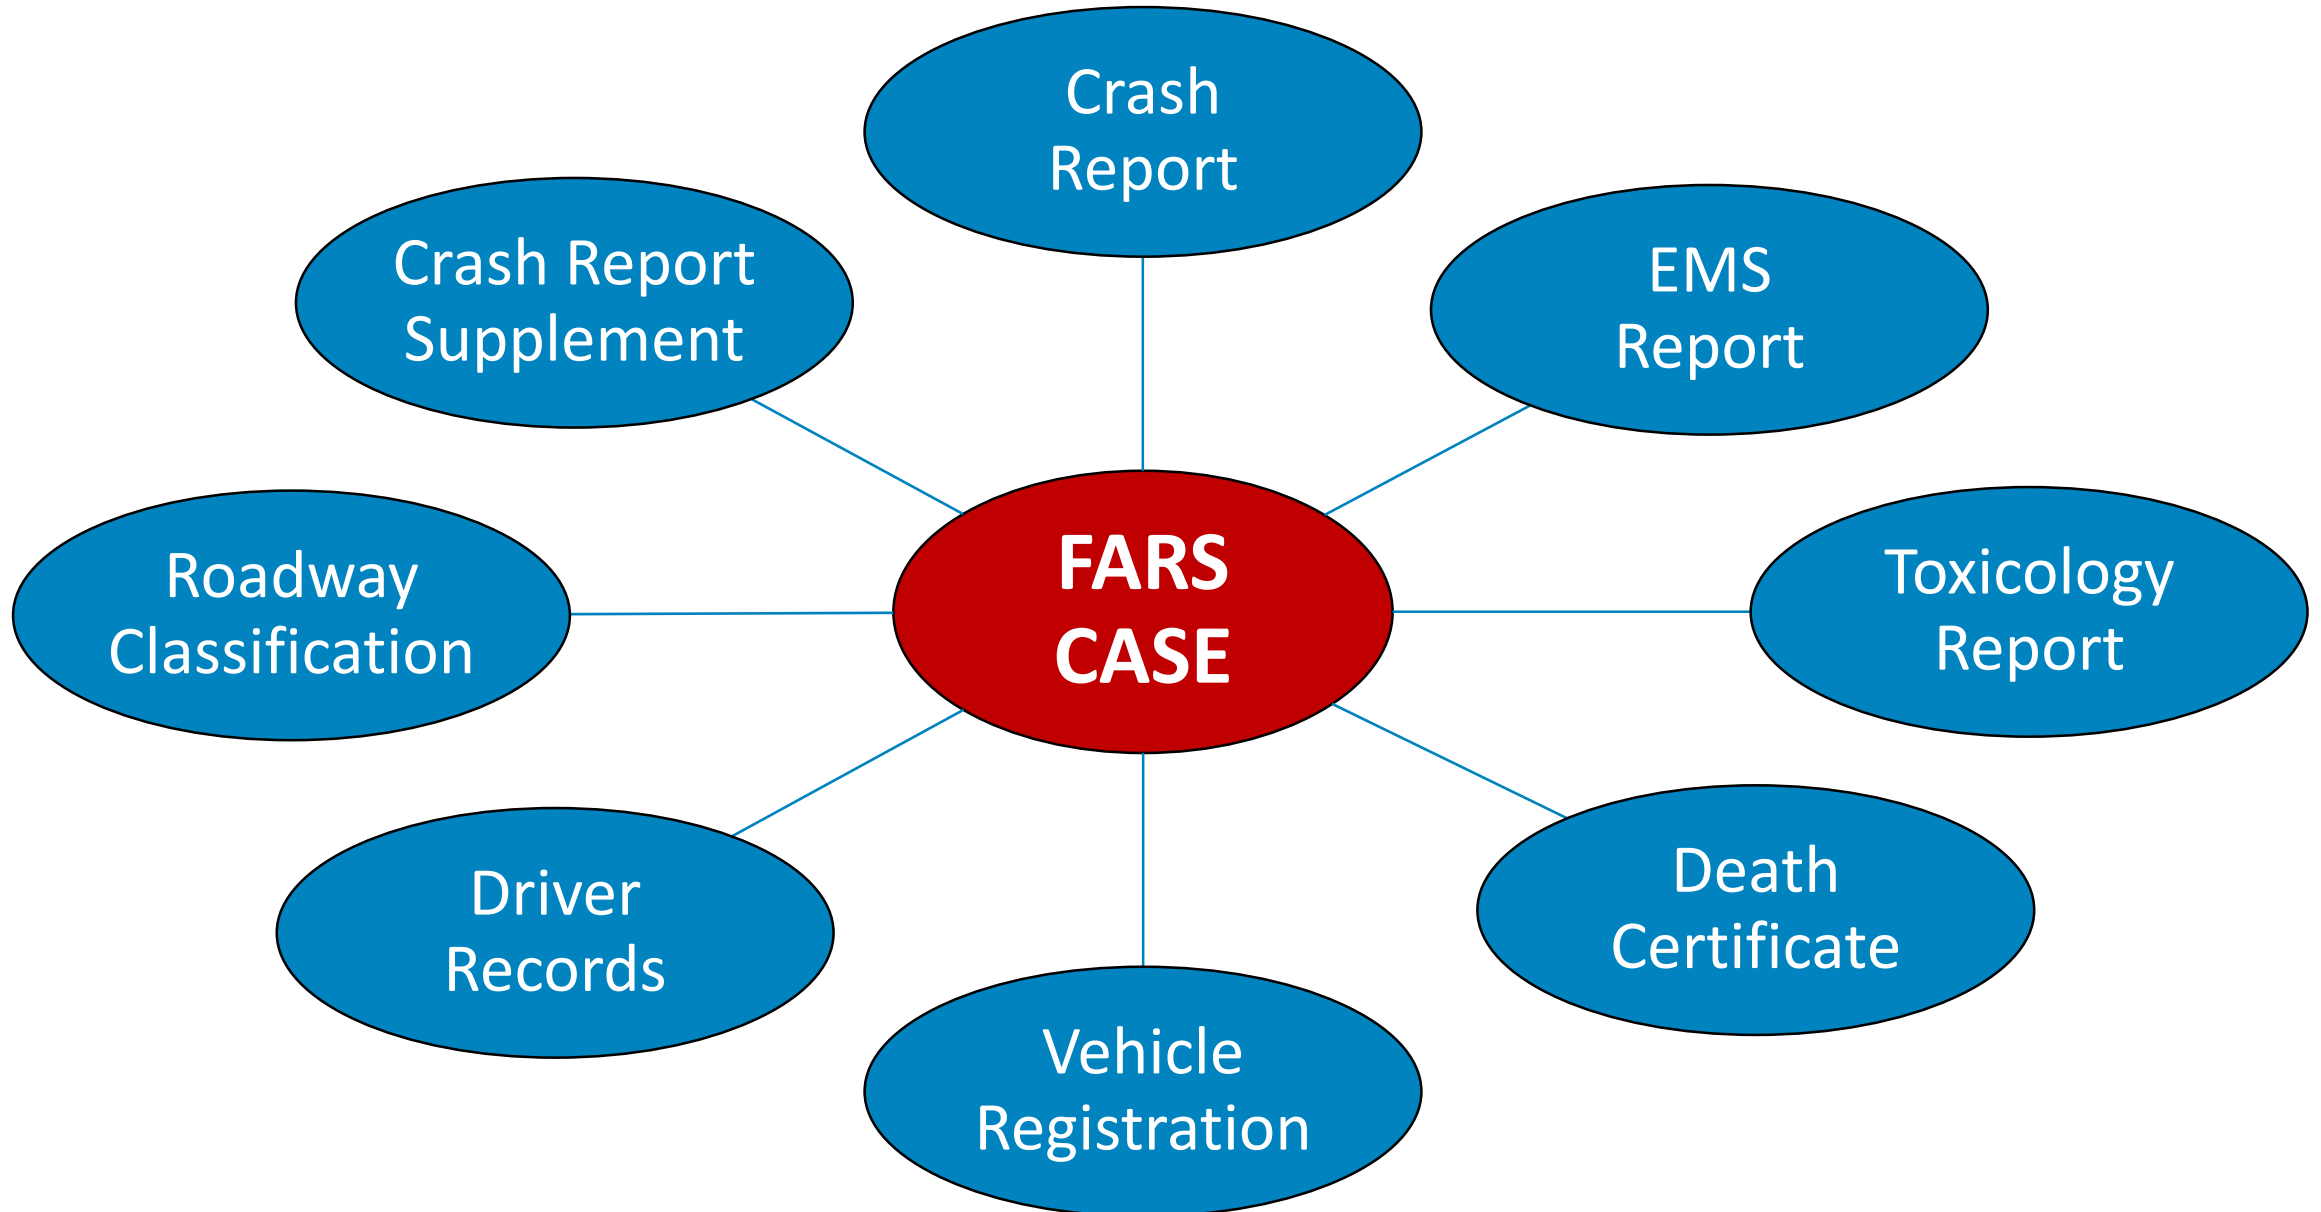 Crash
Report
Crash Report
Supplement
EMS
Report
Roadway
Classification
FARS
CASE
Toxicology
Report
Driver
Records
Death
Certificate
Vehicle
Registration